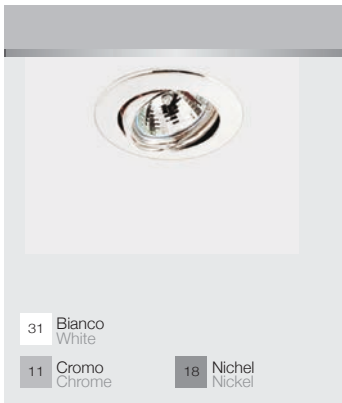 31 Bianco
White
11 Cromo
Chrome
18 Nichel
Nickel